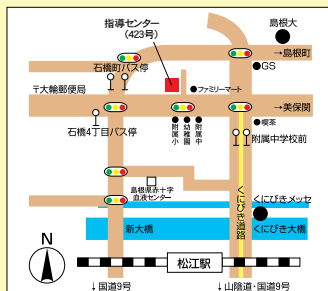 指導センター
(423号)
島根大
石橋町バス停
GS
→島根町
〒大輪郵便局
ファミリーマート
→美保関
石橋4丁目バス停
附属小
幼稚園
附属中
喫茶
附属中学校前
島根県赤十字
血液センター
くにびき道路
くにびきメッセ
新大橋
くにびき大橋
N
松江駅
↓国道9号
↓山陰道・国道9号